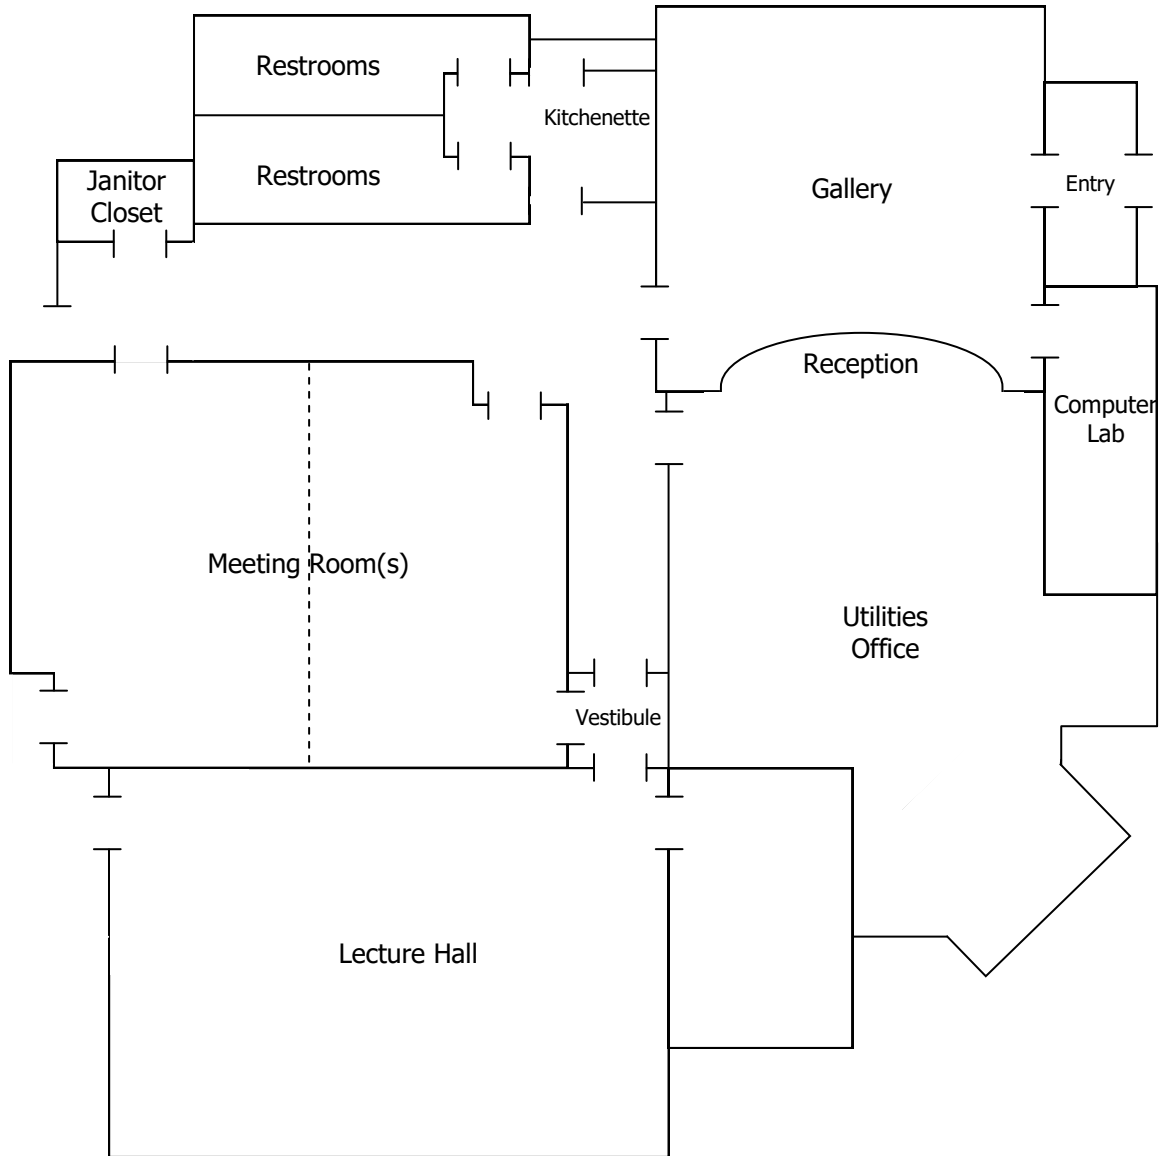 Restrooms
Kitchenette
Restrooms
Janitor
Closet
Gallery
Entry
Reception
Computer
Lab
Meeting Room(s)
Utilities
Office
Vestibule
Lecture Hall